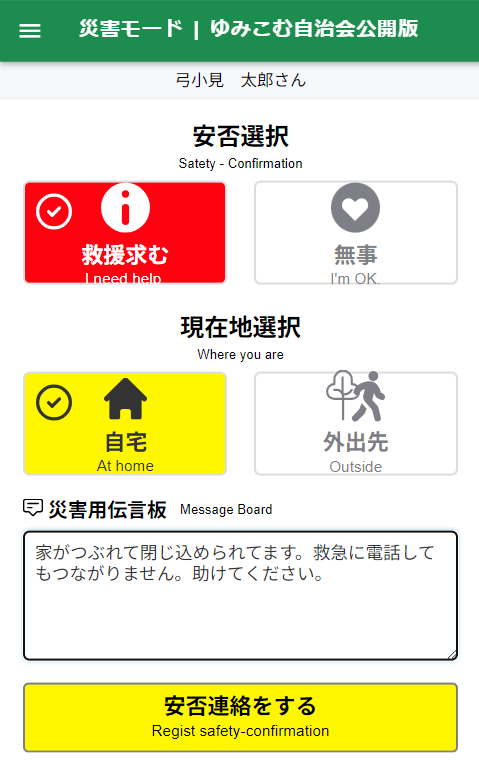 災害モード | ゆみこむ自治会公開版
弓小見　太郎さん
安否選択
Satety - Confirmation
救援求む
I need help.
無事
I'm OK.
現在地選択
Where you are
自宅
At home
外出先
Outside
災害用伝言板 Message Board
家がつぶれて閉じ込められてます。救急に電話して
もつながりません。助けてください。
安否連絡をする
Regist safety-confirmation